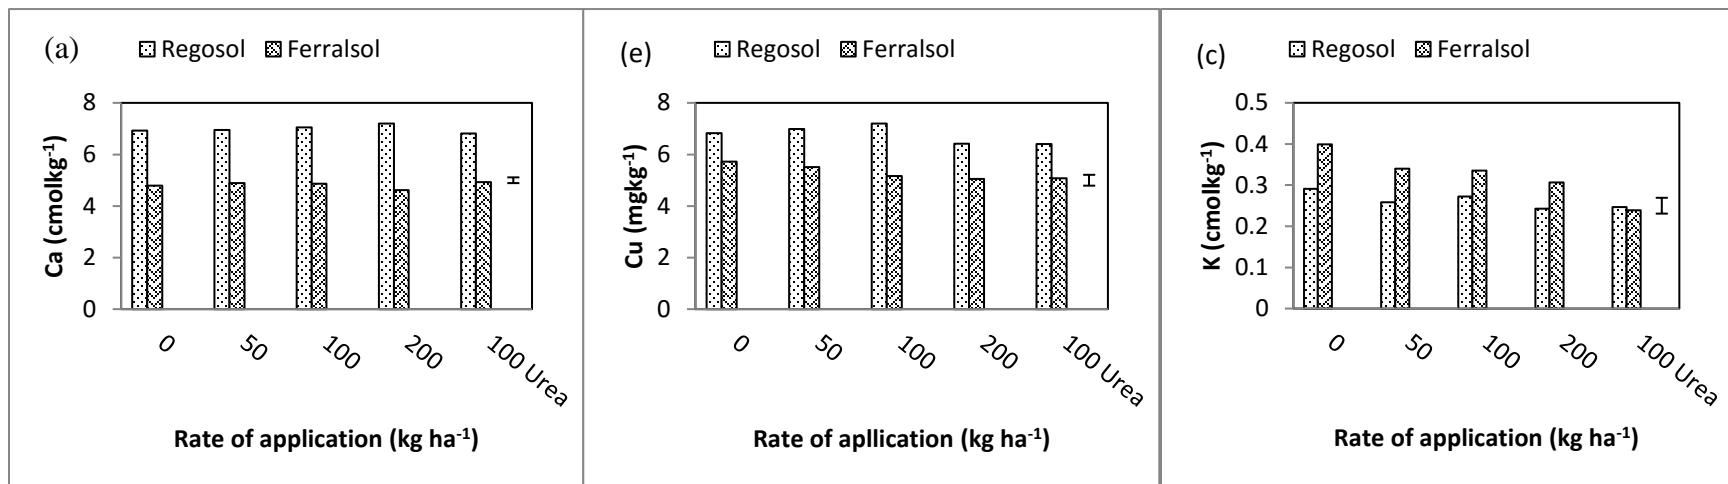 (a) Regosol Ferralsol
8
6
4
2
0
Ca (cmolkg⁻¹)
0 50 100 200 100 Urea
Rate of application (kg ha⁻¹)
(e) Regosol Ferralsol
8
6
4
2
0
Cu (mgkg⁻¹)
0 50 100 200 100 Urea
Rate of apllication (kg ha⁻¹)
(c) Regosol Ferralsol
0.5
0.4
0.3
0.2
0.1
0
K (cmolkg⁻¹)
0 50 100 200 100 Urea
Rate of application (kg ha⁻¹)